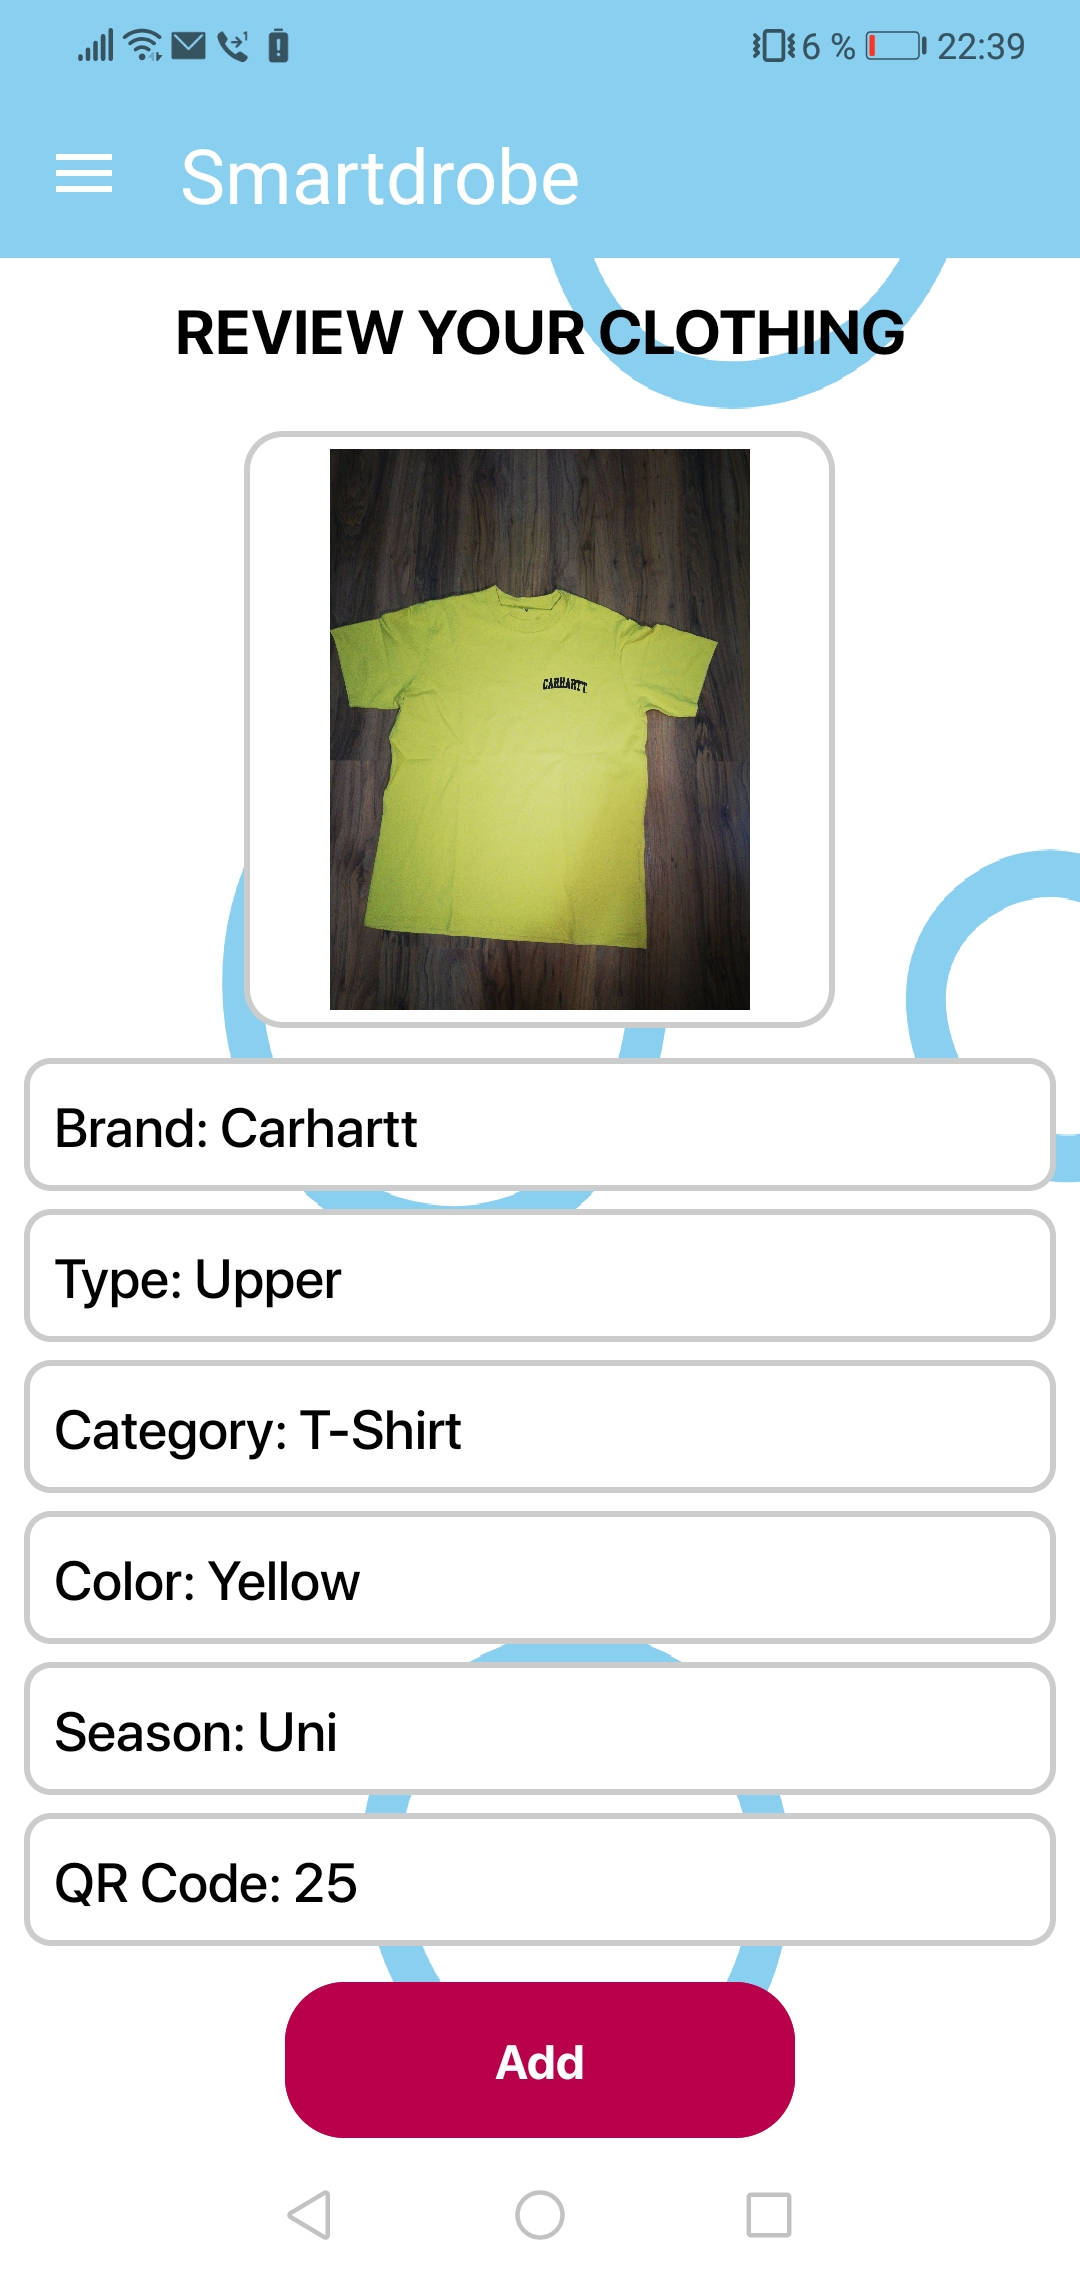 6 % 22:39
Smartdrobe
REVIEW YOUR CLOTHING
CARHARTT
Brand: Carhartt
Type: Upper
Category: T-Shirt
Color: Yellow
Season: Uni
QR Code: 25
Add